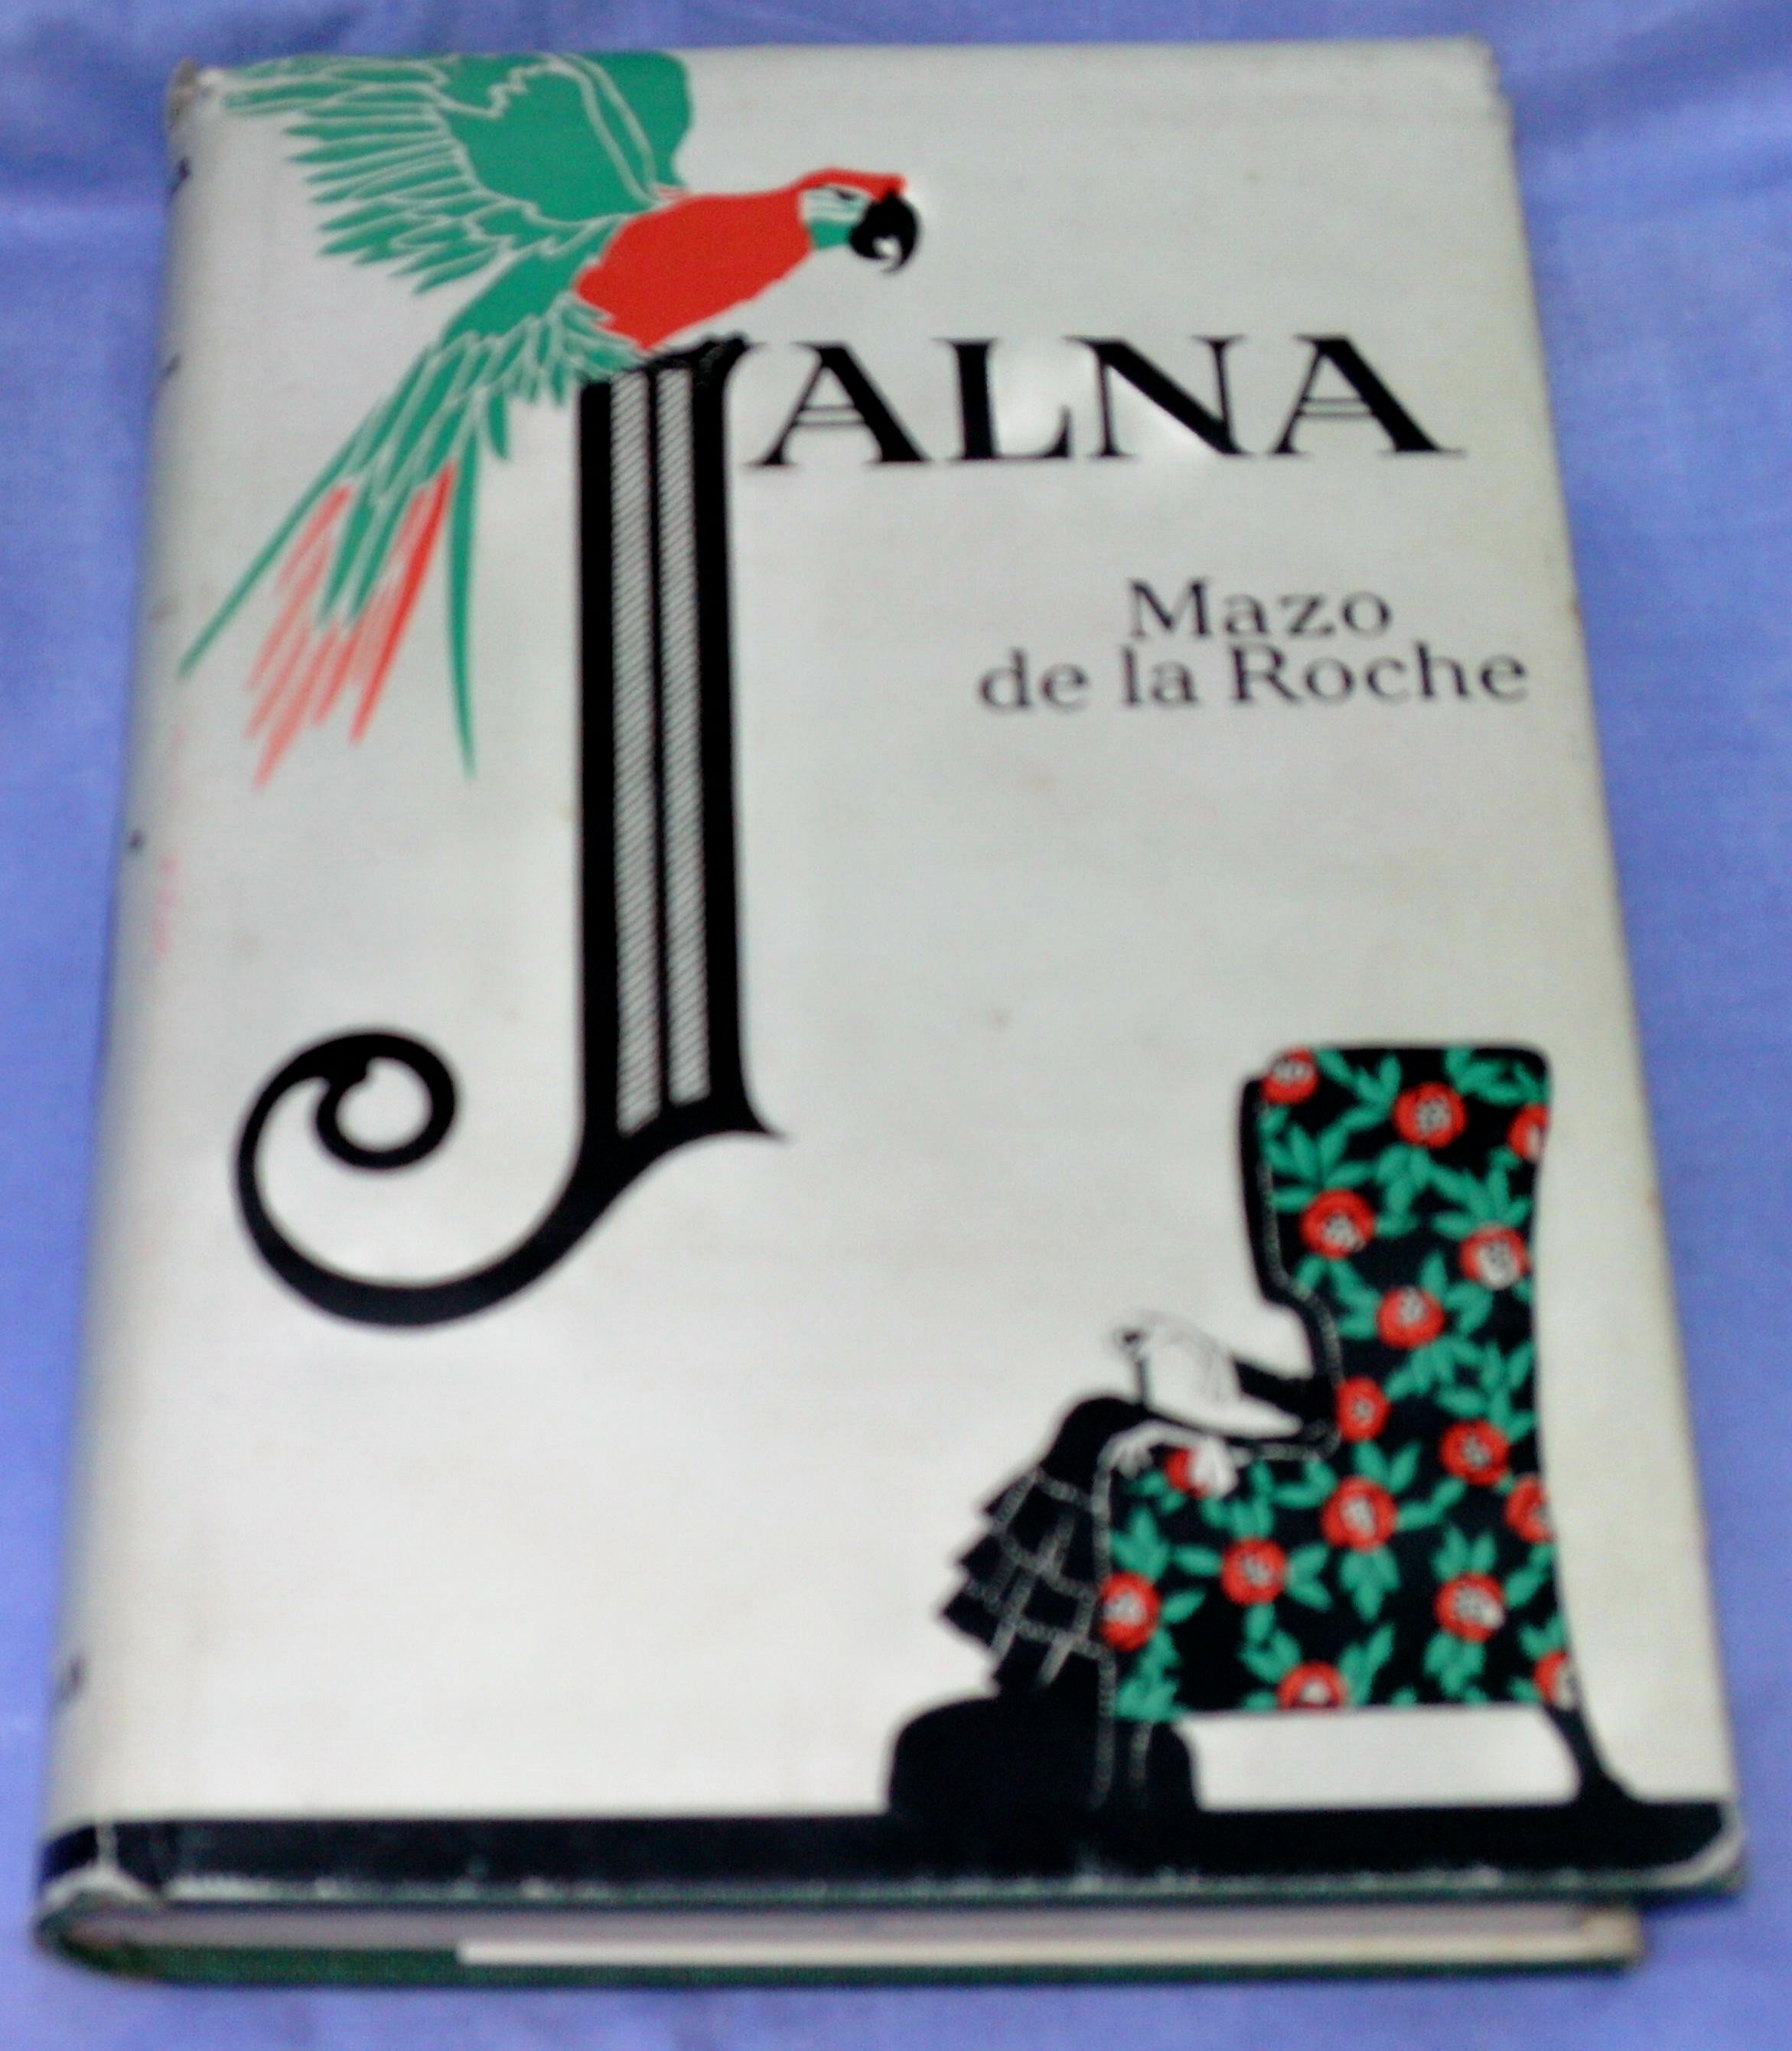 JALNA
Mazo
de la Roche